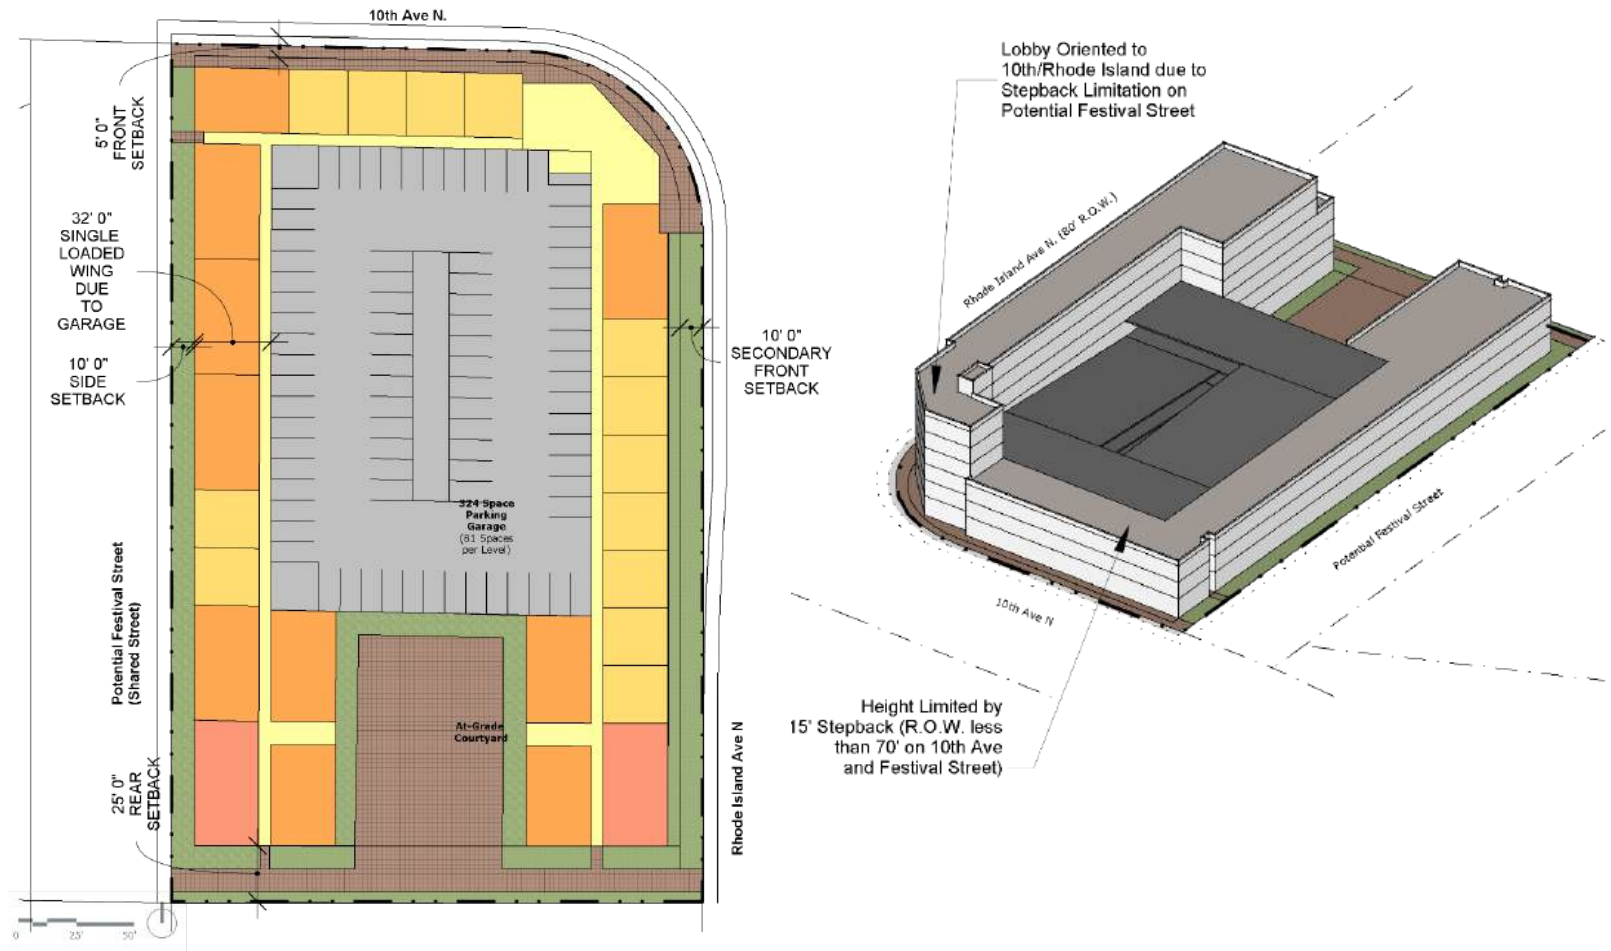 10th Ave N.
5' 0"
FRONT
SETBACK
32' 0"
SINGLE
LOADED
WING
DUE
TO
GARAGE
10' 0"
SIDE
SETBACK
10' 0"
SECONDARY
FRONT
SETBACK
324 Space
Parking
Garage
(81 Spaces
per Level)
Potential Festival Street
(Shared Street)
At-Grade
Courtyard
25' 0"
REAR
SETBACK
Rhode Island Ave N
0
25'
50'
Lobby Oriented to
10th/Rhode Island due to
Stepback Limitation on
Potential Festival Street
Rhode Island Ave N. (80' R.O.W.)
Potential Festival Street
10th Ave N
Height Limited by
15' Stepback (R.O.W. less
than 70' on 10th Ave
and Festival Street)